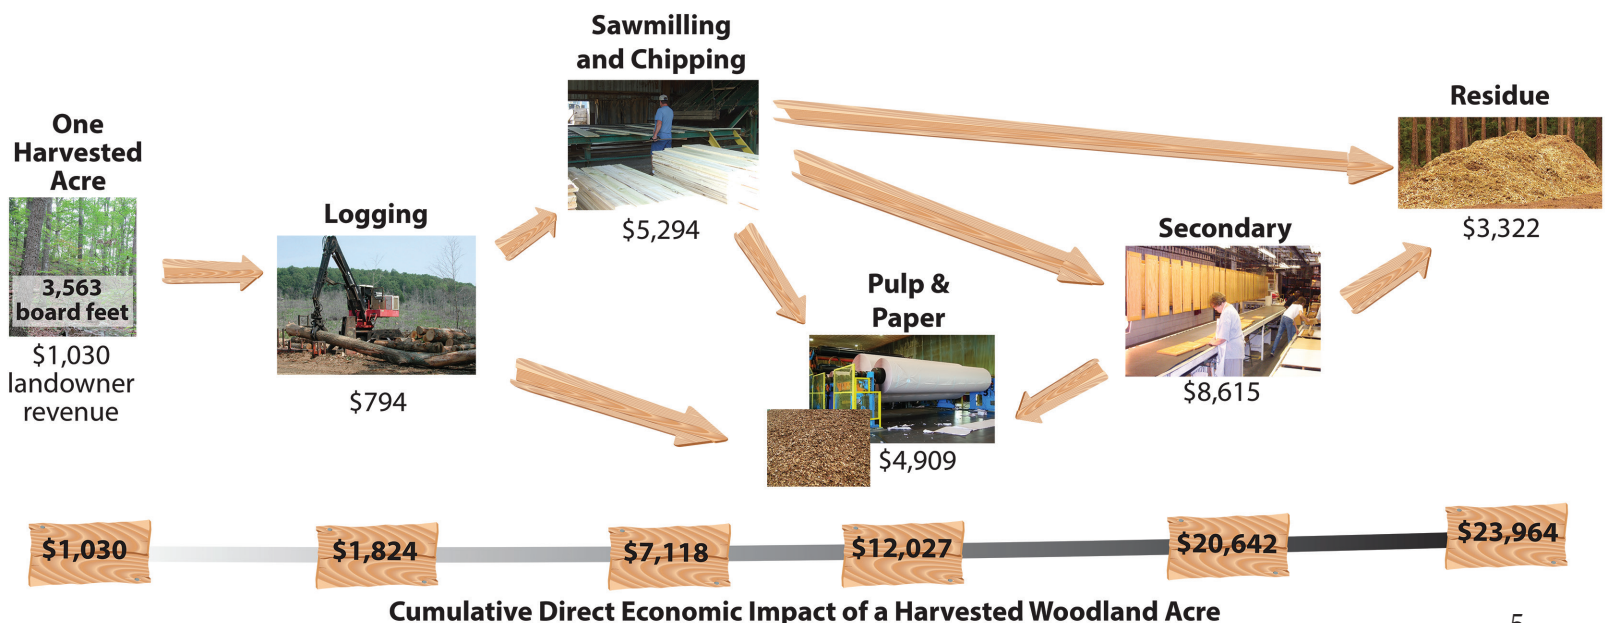 One
Harvested
Acre
3,563
board feet
$1,030
landowner
revenue
Logging
$794
Sawmilling
and Chipping
$5,294
Pulp &
Paper
$4,909
Secondary
$8,615
Residue
$3,322
$1,030
$1,824
$7,118
$12,027
$20,642
$23,964
Cumulative Direct Economic Impact of a Harvested Woodland Acre